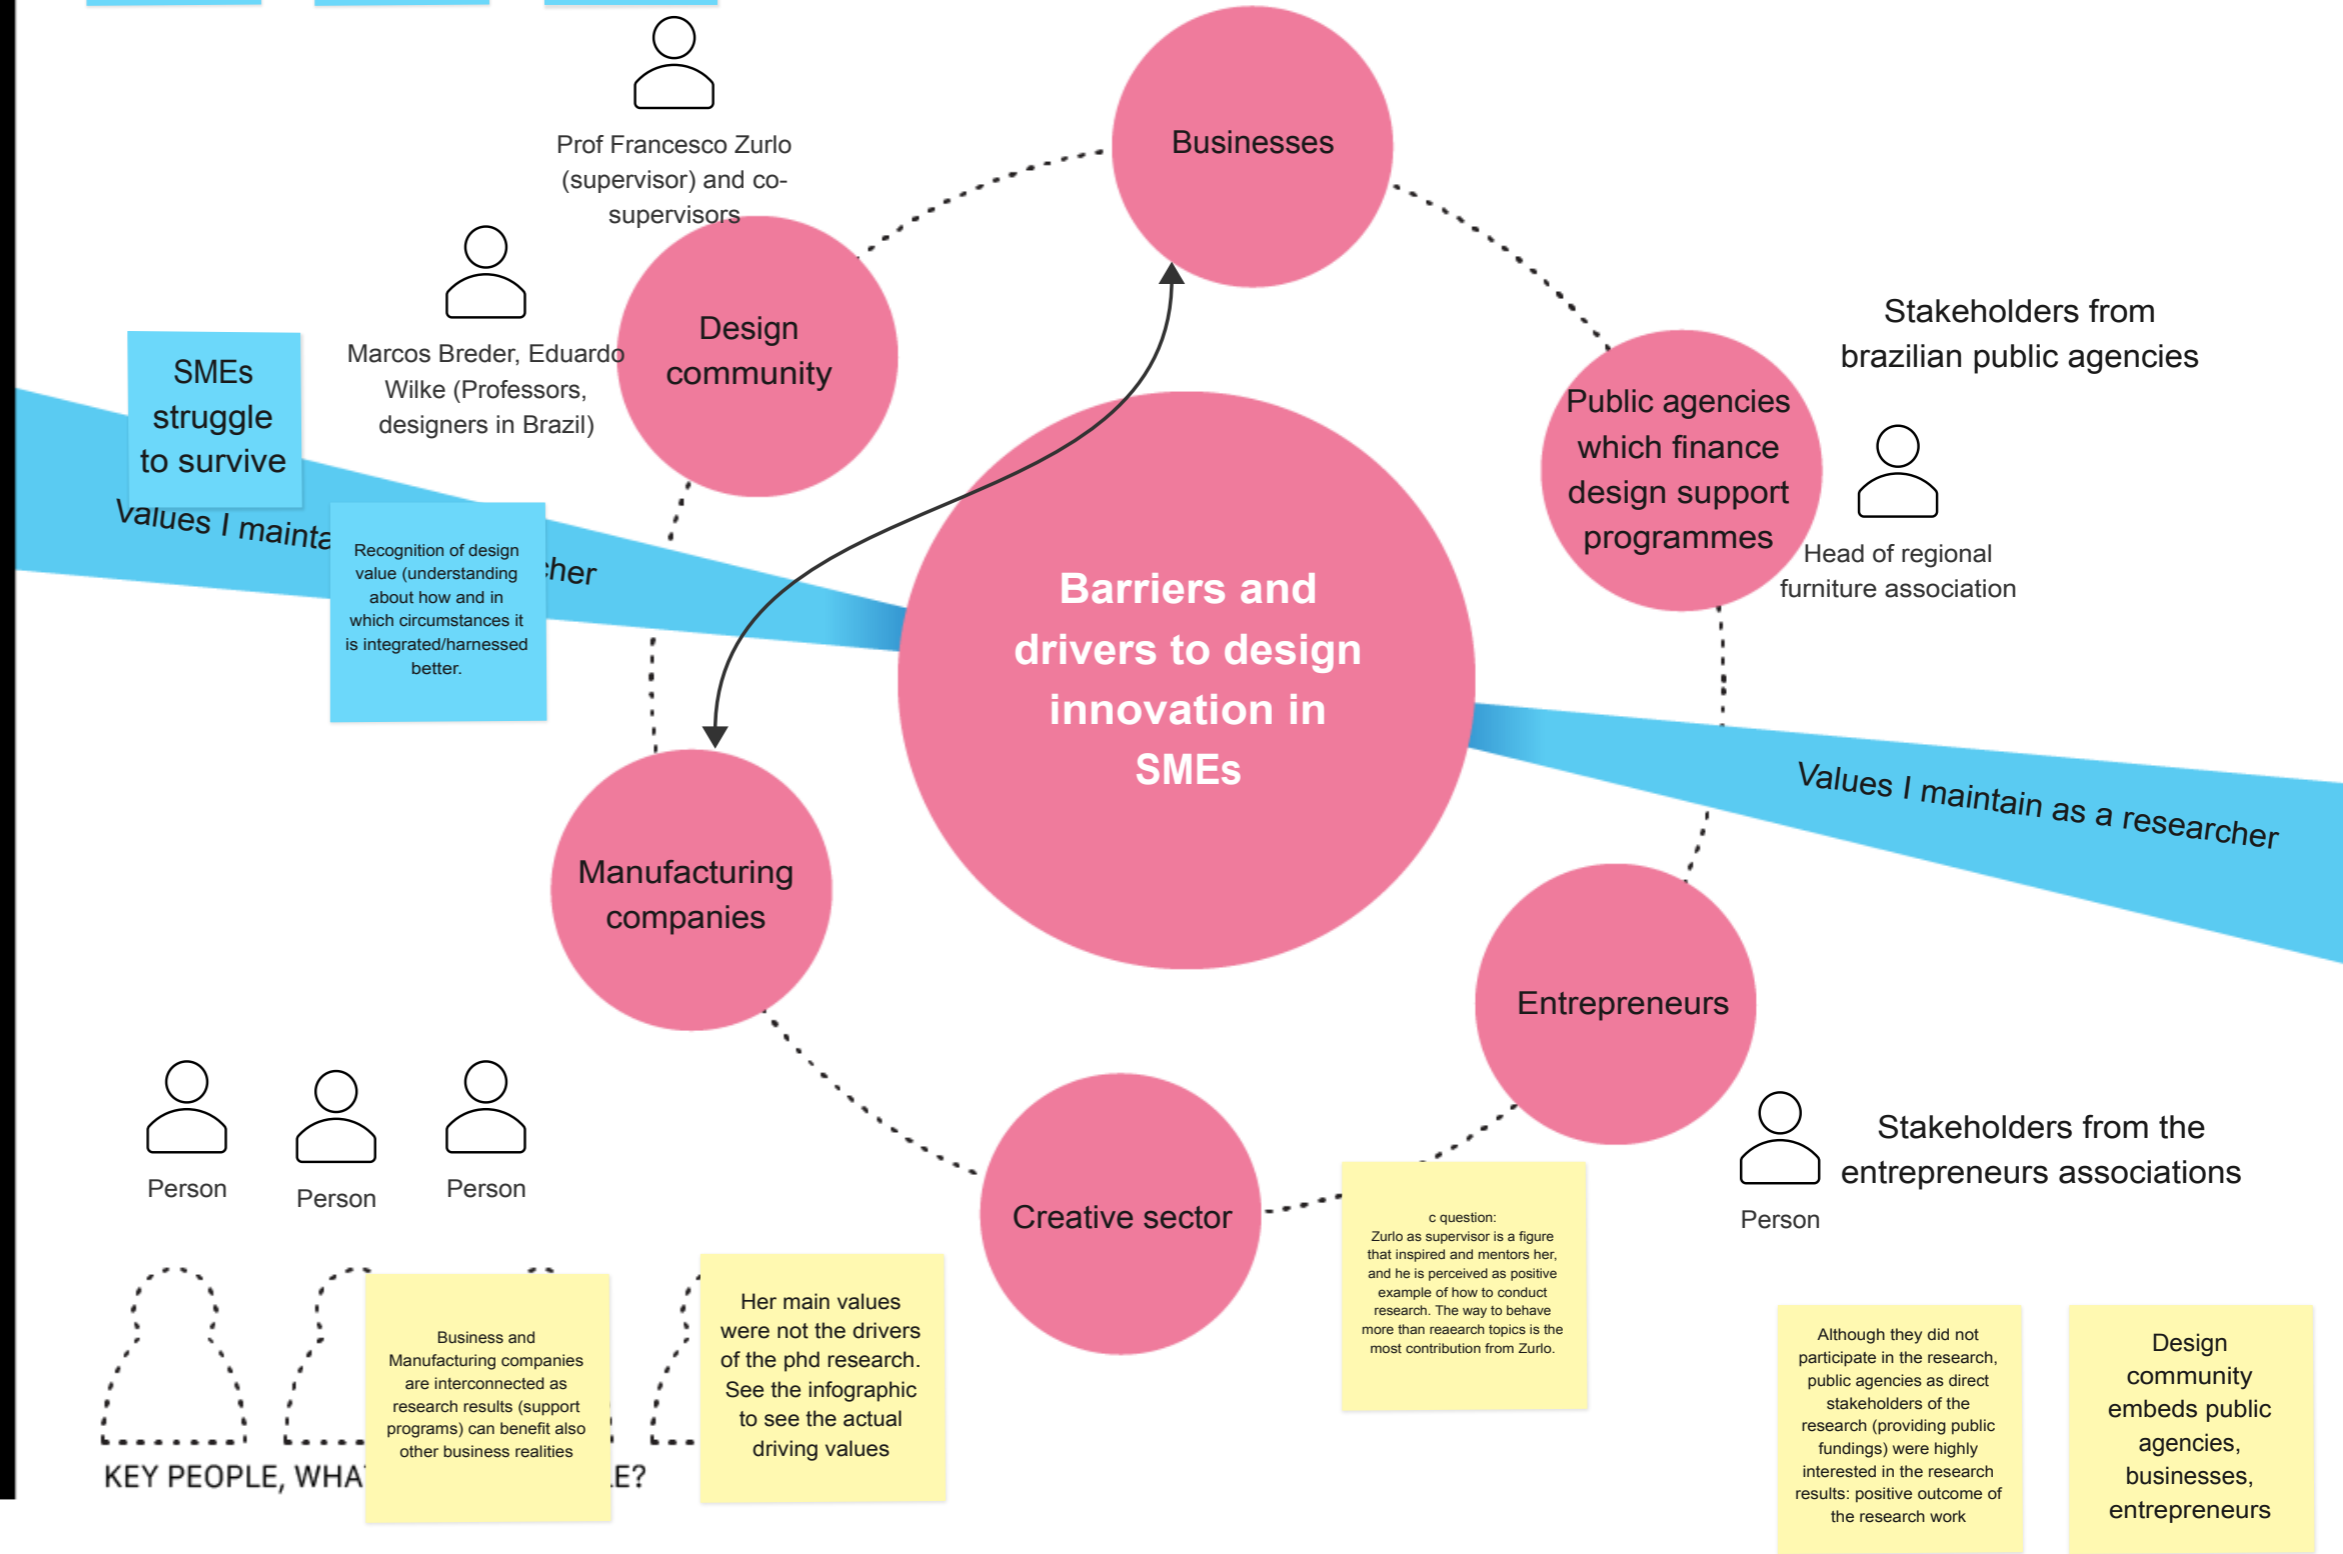 Prof Francesco Zurlo
(supervisor) and co-
supervisors
Businesses
Marcos Breder, Eduardo
Wilke (Professors,
designers in Brazil)
Design
community
Stakeholders from
brazilian public agencies
SMEs
struggle
to survive
Public agencies
which finance
design support
programmes
Head of regional
furniture association
Values I mainta
cher
Recognition of design
value (understanding
about how and in
which circumstances it
is integrated/harnessed
better.
Barriers and
drivers to design
innovation in
SMEs
Values I maintain as a researcher
Manufacturing
companies
Entrepreneurs
Person
Person
Person
Creative sector
Stakeholders from the
entrepreneurs associations
Person
c question:
Zurlo as supervisor is a figure
that inspired and mentors her,
and he is perceived as positive
example of how to conduct
research. The way to behave
more than reaearch topics is the
most contribution from Zurlo.
Business and
Manufacturing companies
are interconnected as
research results (support
programs) can benefit also
other business realities
Her main values
were not the drivers
of the phd research.
See the infographic
to see the actual
driving values
Although they did not
participate in the research,
public agencies as direct
stakeholders of the
research (providing public
fundings) were highly
interested in the research
results: positive outcome of
the research work
Design
community
embeds public
agencies,
businesses,
entrepreneurs
KEY PEOPLE, WHA
LE?